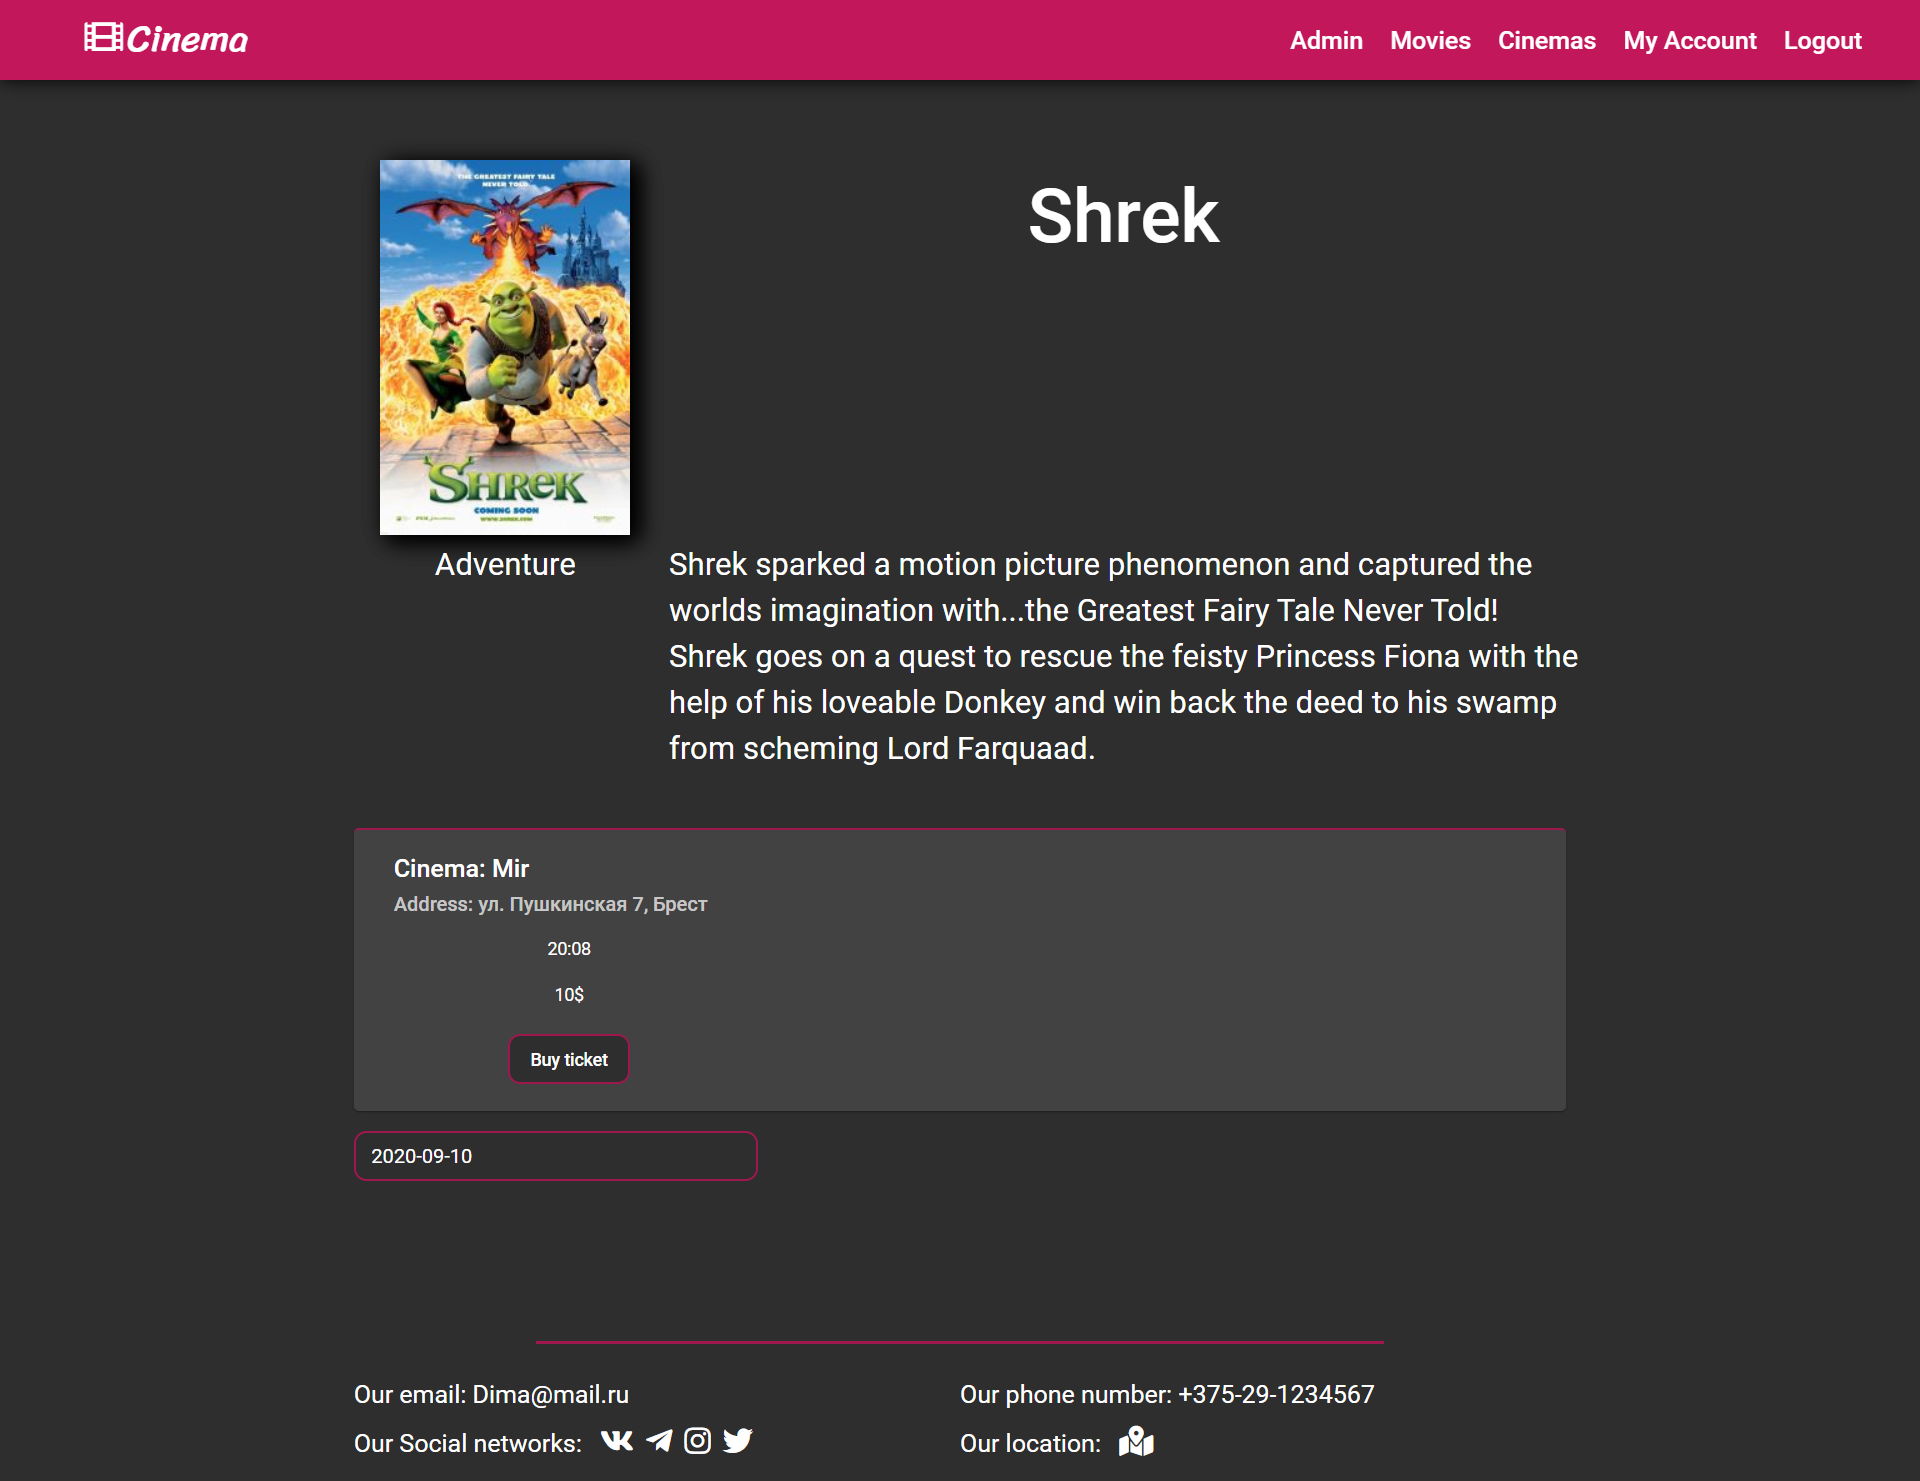 Cinema
Admin Movies Cinemas My Account Logout
THE GREATEST FAIRY TALE
NEVER TOLD
SHREK
COMING SOON
WWW.SHREK.COM
Shrek
Adventure
Shrek sparked a motion picture phenomenon and captured the
worlds imagination with...the Greatest Fairy Tale Never Told!
Shrek goes on a quest to rescue the feisty Princess Fiona with the
help of his loveable Donkey and win back the deed to his swamp
from scheming Lord Farquaad.
Cinema: Mir
Address: ул. Пушкинская 7, Брест
20:08
10$
Buy ticket
2020-09-10
Our email: Dima@mail.ru
Our phone number: +375-29-1234567
Our Social networks:
Our location: